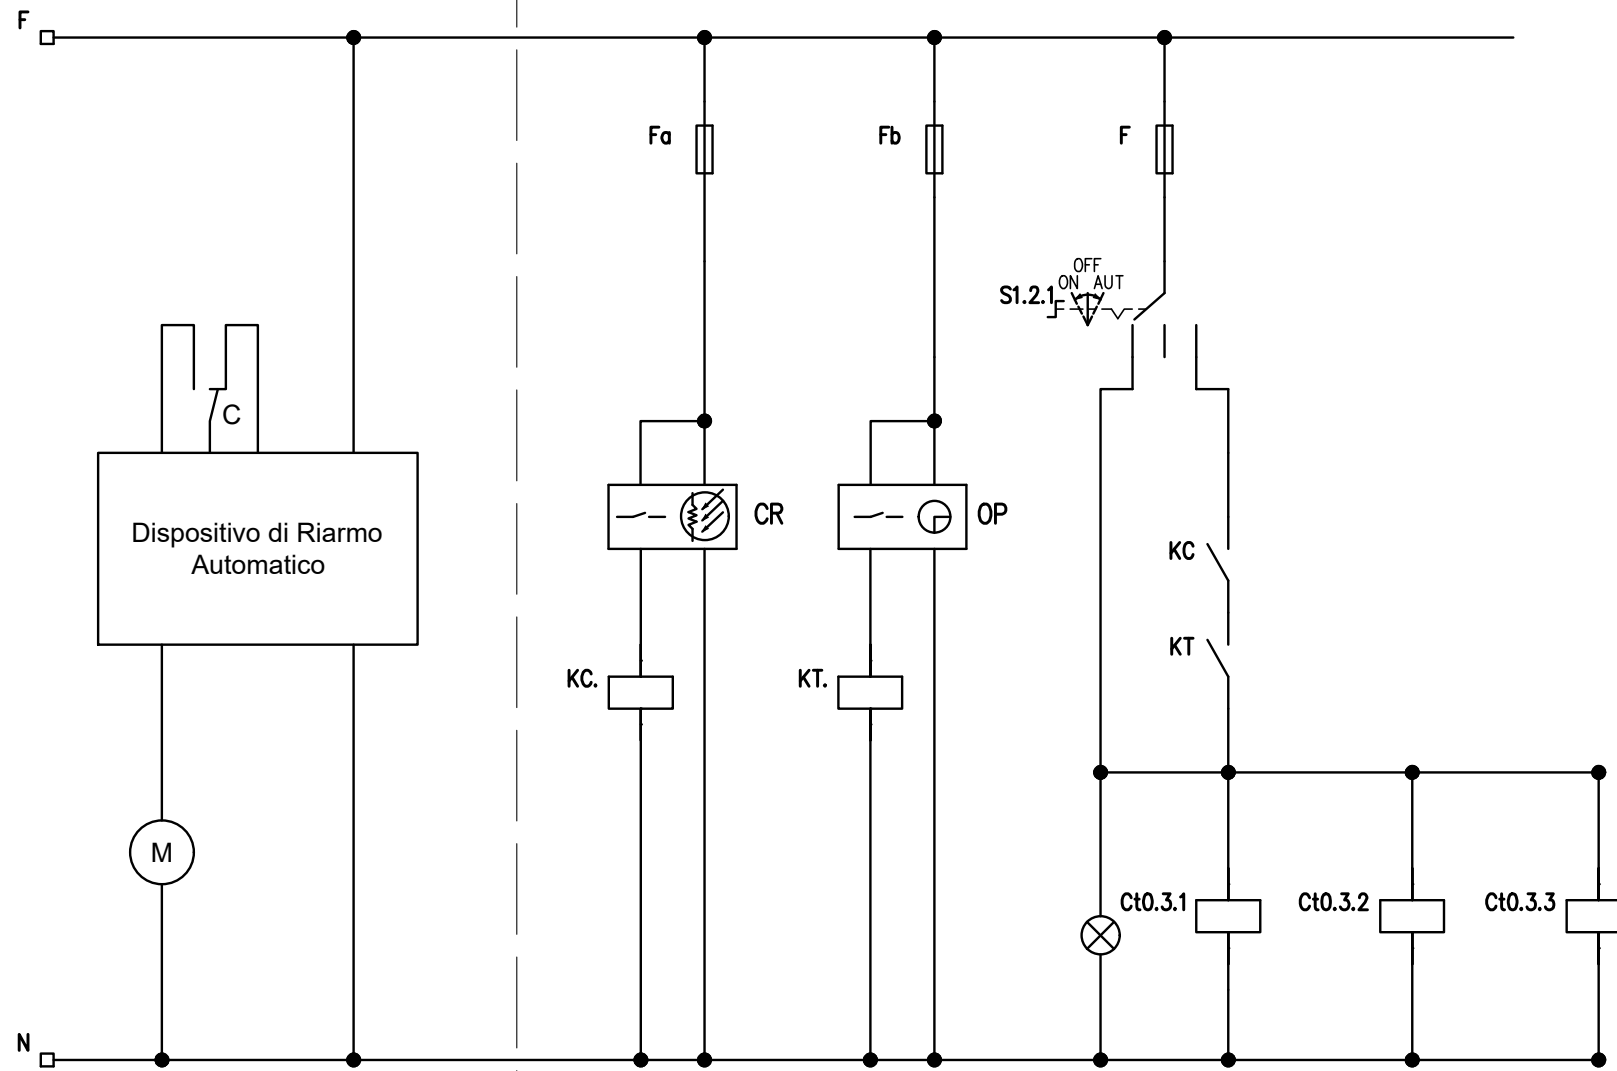 F
Fa
Fb
F
OFF
ON AUT
S1.2.1
C
Dispositivo di Riarmo
Automatico
CR
OP
KC
KT
KC.
KT.
M
Ct0.3.1
Ct0.3.2
Ct0.3.3
N